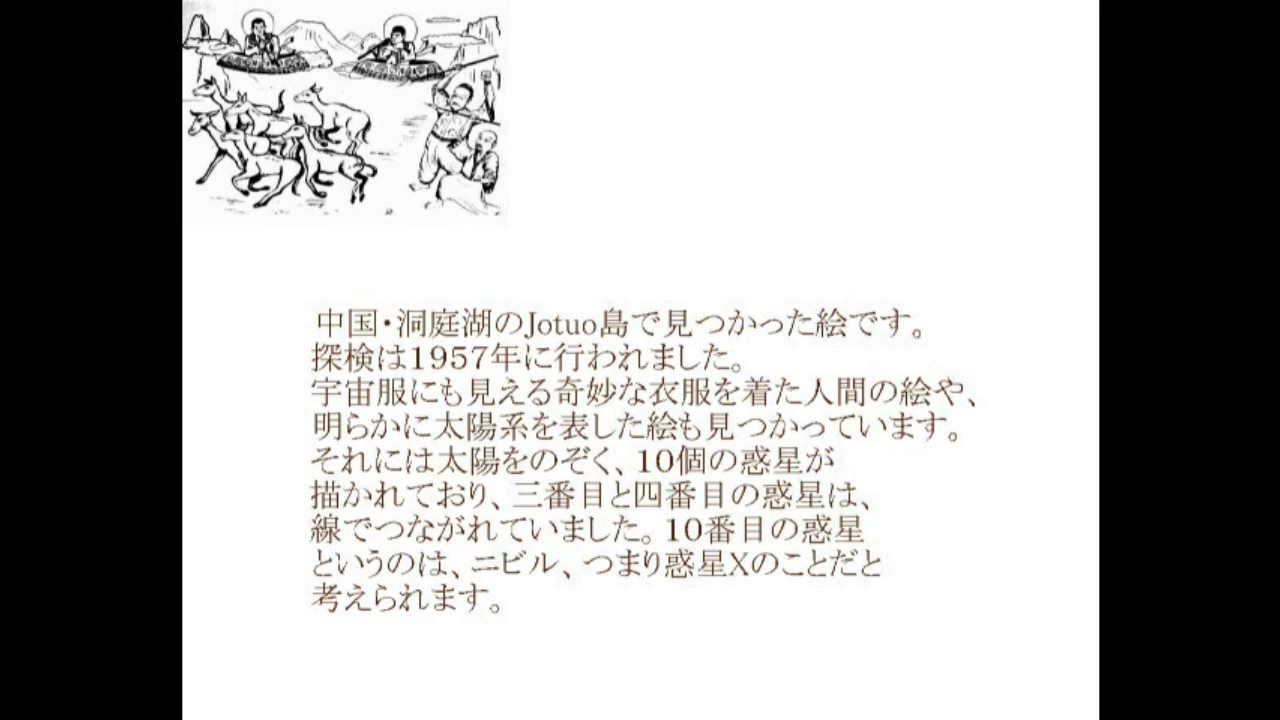 中国・洞庭湖のJotuo島で見つかった絵です。
探検は1957年に行われました。
宇宙服にも見える奇妙な衣服を着た人間の絵や、
明らかに太陽系を表した絵も見つかっています。
それには太陽をのぞく、10個の惑星が
描かれており、三番目と四番目の惑星は、
線でつながれていました。10番目の惑星
というのは、ニビル、つまり惑星Xのことだと
考えられます。